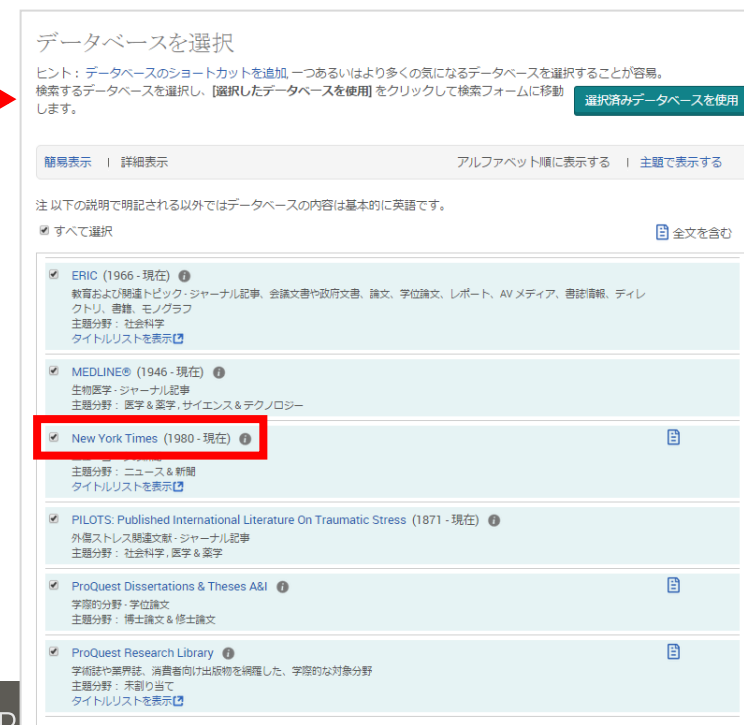 データベースを選択
ヒント： データベースのショートカットを追加, 一つあるいはより多くの気になるデータベースを選択することが容易。
検索するデータベースを選択し、[選択したデータベースを使用] をクリックして検索フォームに移動
します。
選択済みデータベースを使用
簡易表示 | 詳細表示 アルファベット順に表示する | 主題で表示する
注 以下の説明で明記される以外ではデータベースの内容は基本的に英語です。
すべて選択 全文を含む
ERIC (1966 - 現在)
教育および関連トピック - ジャーナル記事、会議文書や政府文書、論文、学位論文、レポート、AV メディア、書誌情報、ディレ
クトリ、書籍、モノグラフ
主題分野： 社会科学
タイトルリストを表示
MEDLINE® (1946 - 現在)
生物医学 - ジャーナル記事
主題分野： 医学 & 薬学, サイエンス & テクノロジー
New York Times (1980 - 現在)
主題分野： ニュース & 新聞
タイトルリストを表示
PILOTS: Published International Literature On Traumatic Stress (1871 - 現在)
外傷ストレス関連文献 - ジャーナル記事
主題分野： 社会科学, 医学 & 薬学
ProQuest Dissertations & Theses A&I
学際的分野 - 学位論文
主題分野： 博士論文 & 修士論文
ProQuest Research Library
学術誌や業界誌、消費者向け出版物を網羅した、学際的な対象分野
主題分野： 未割り当て
タイトルリストを表示